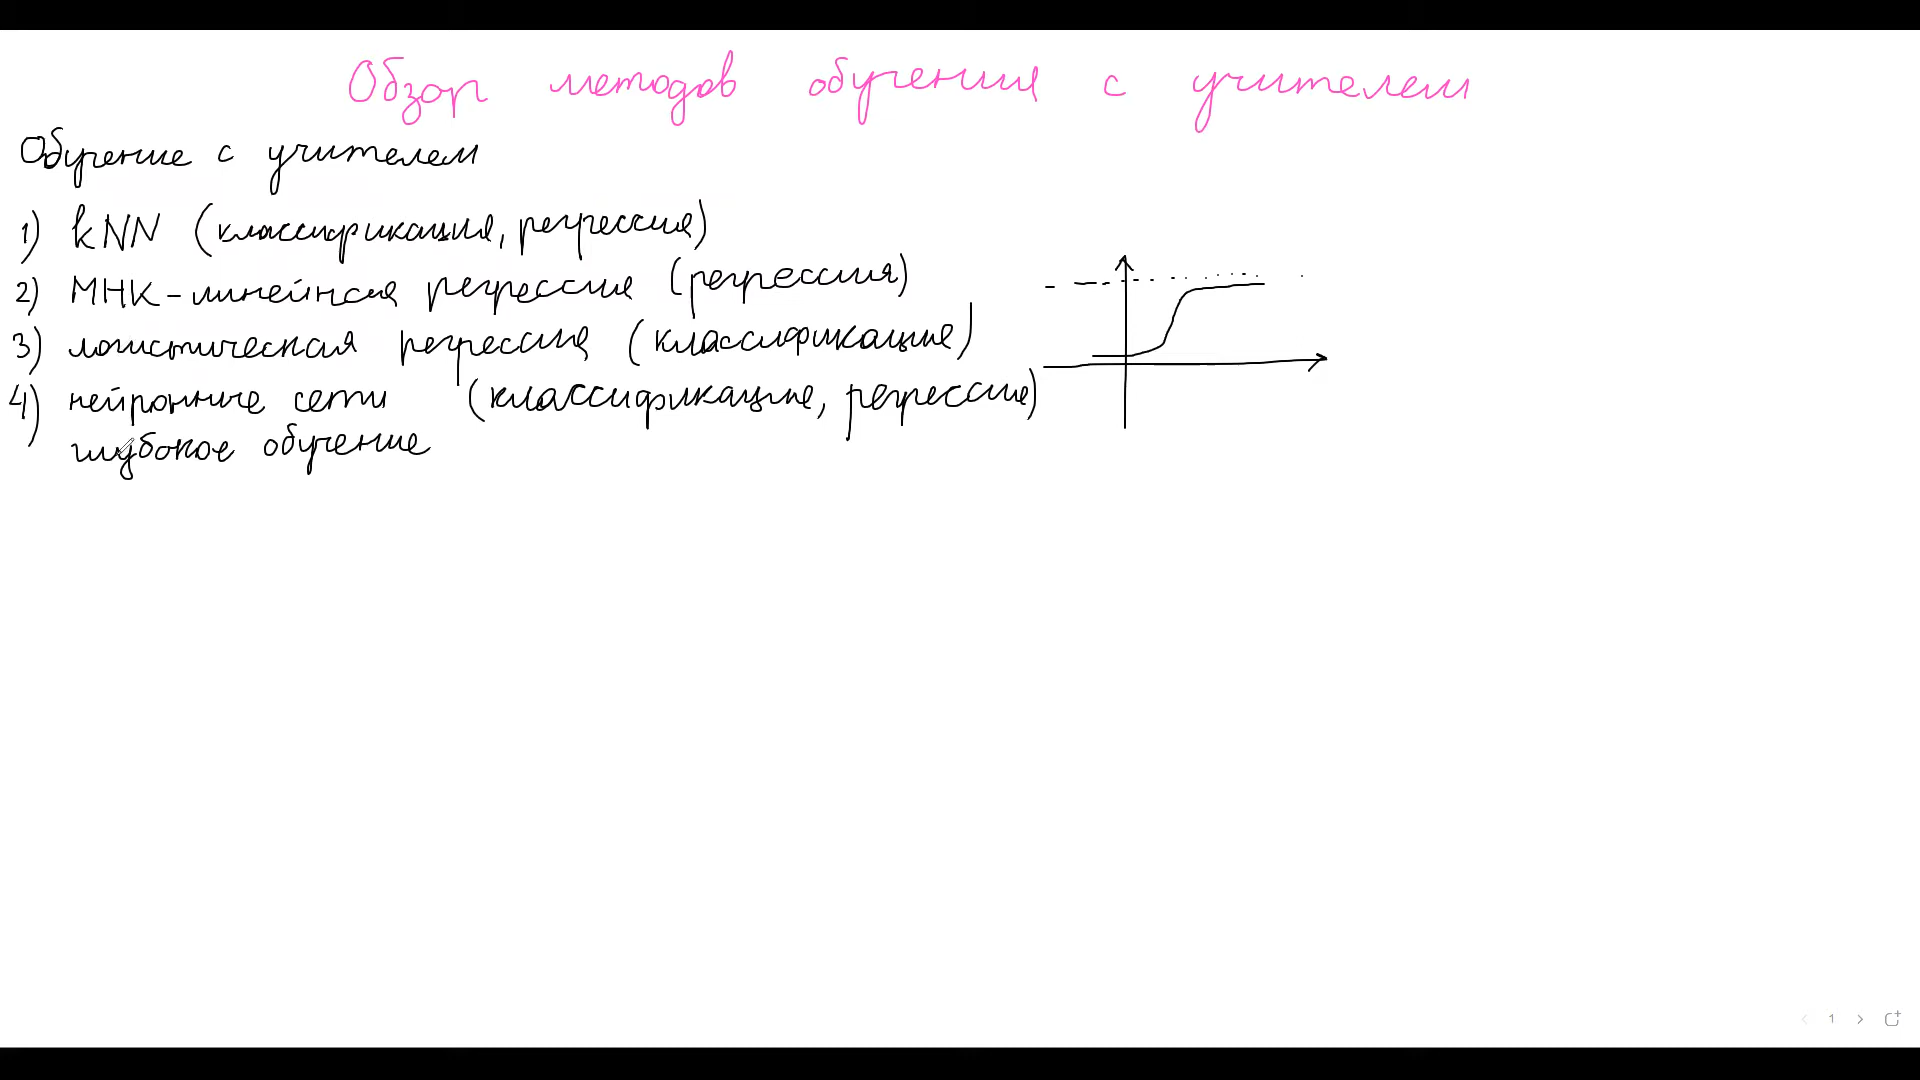 Обзор методов обучения с учителем
Обучение с учителем
1) kNN (классификация, регрессия)
2) МНК-линейная регрессия (регрессия)
3) логистическая регрессия (классификация)
4) нейронные сети (классификация, регрессия)
глубокое обучение
1